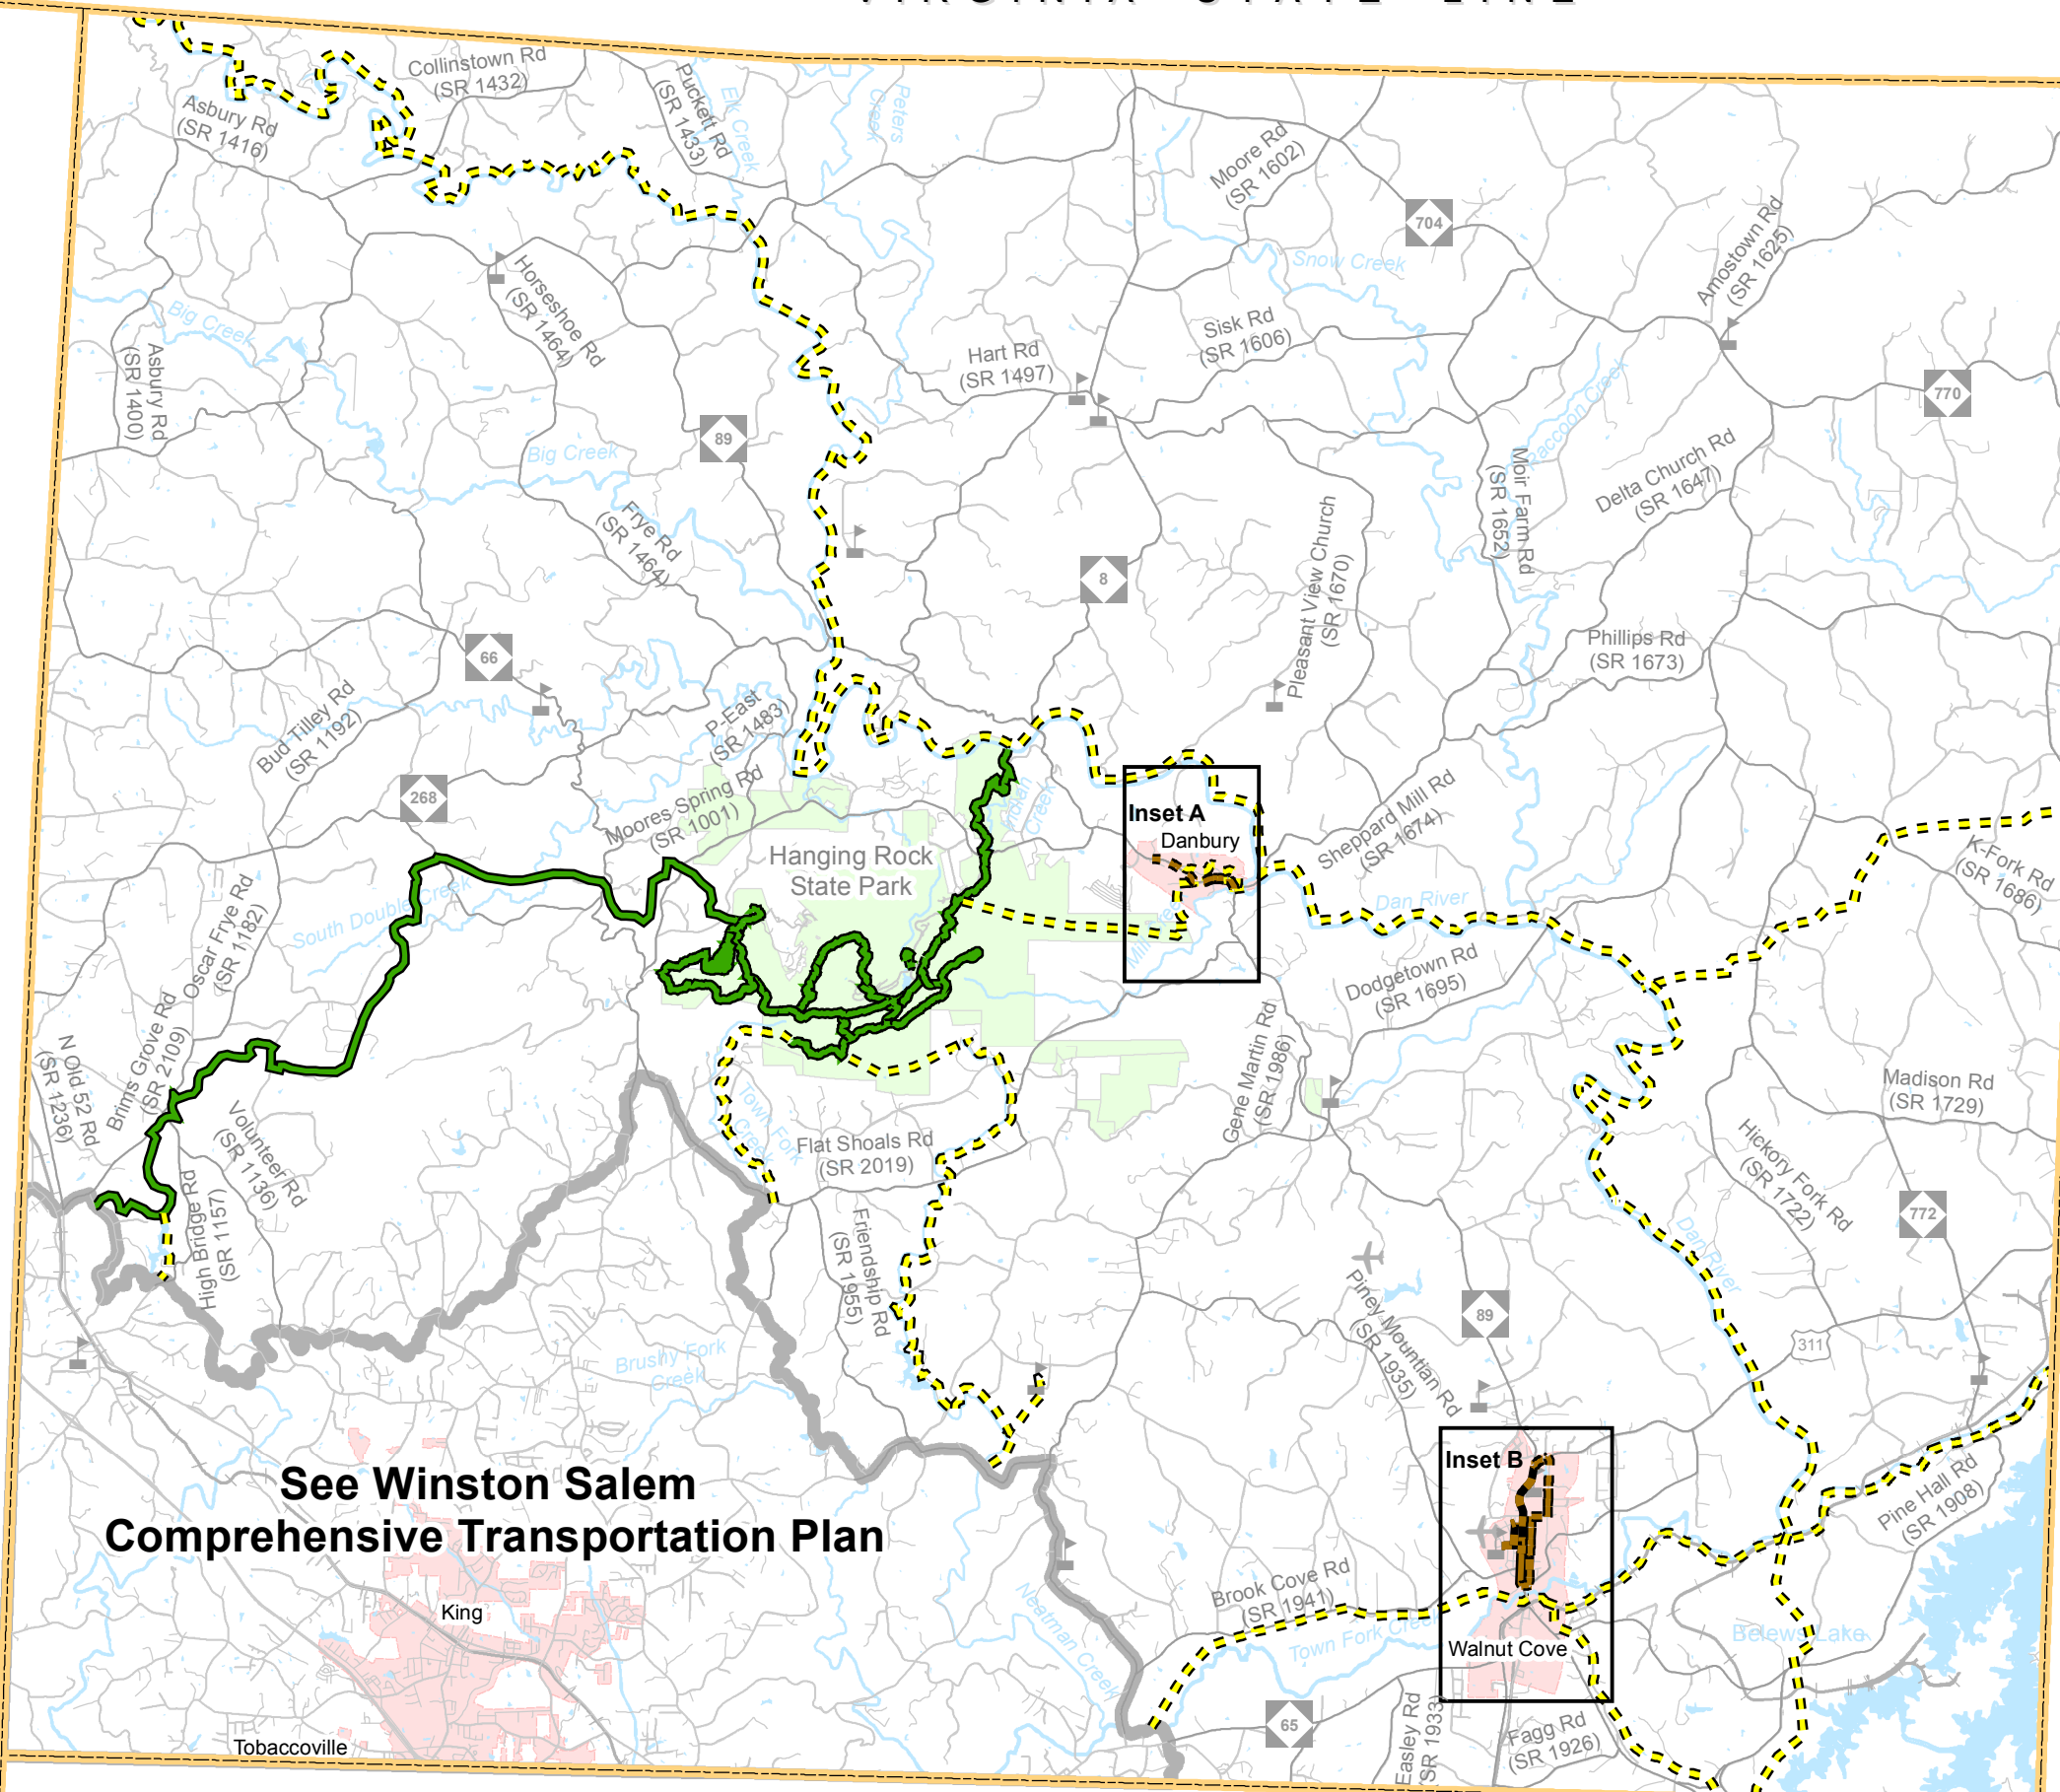 VIRGINIA STATE LINE
Collinstown Rd
(SR 1432)
Puckett Rd
(SR 1433)
Elk Creek
Peters
Creek
Asbury Rd
(SR 1416)
Moore Rd
(SR 1602)
704
Amostown Rd
(SR 1625)
Snow Creek
Horseshoe Rd
(SR 1464)
Big Creek
Asbury Rd
(SR 1400)
Hart Rd
(SR 1497)
Sisk Rd
(SR 1606)
770
Raccoon Creek
89
Big Creek
Delta Church Rd
(SR 1647)
Moir Farm Rd
(SR 1652)
Frye Rd
(SR 1464)
Pleasant View Church
(SR 1670)
8
66
Phillips Rd
(SR 1673)
Bud Tilley Rd
(SR 1192)
P-East
(SR 1483)
268
Moores Spring Rd
(SR 1001)
Indian
Creek
Inset A
Danbury
Sheppard Mill Rd
(SR 1674)
Hanging Rock
State Park
K-Fork Rd
(SR 1686)
South Double Creek
Oscar Frye Rd
(SR 1182)
Dan River
Mill Creek
Dodgetown Rd
(SR 1695)
Brims Grove Rd
(SR 2109)
N Old 52 Rd
(SR 1236)
Gene Martin Rd
(SR 1986)
Madison Rd
(SR 1729)
Volunteer Rd
(SR 1136)
Town Fork
Creek
Flat Shoals Rd
(SR 2019)
Hickory Fork Rd
(SR 1722)
High Bridge Rd
(SR 1157)
772
Friendship Rd
(SR 1955)
Dan River
Piney Mountian Rd
(SR 1935)
89
311
Brushy Fork
Creek
Inset B
See Winston Salem
Comprehensive Transportation Plan
Pine Hall Rd
(SR 1908)
King
Brook Cove Rd
(SR 1941)
Neatman Creek
Town Fork Creek
Walnut Cove
Belews Lake
65
Easley Rd
(SR 1933)
Fagg Rd
(SR 1926)
Tobaccoville